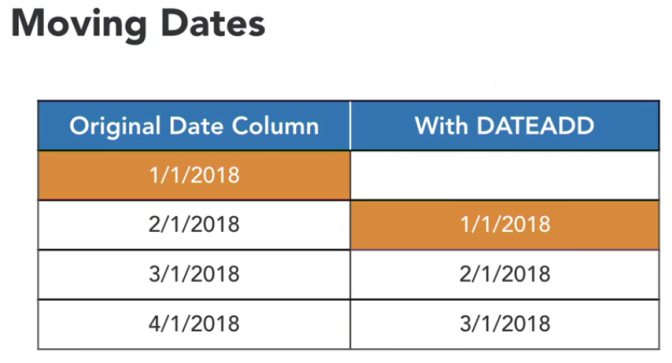 Moving Dates
Original Date Column With DATEADD
1/1/2018
2/1/2018 1/1/2018
3/1/2018 2/1/2018
4/1/2018 3/1/2018